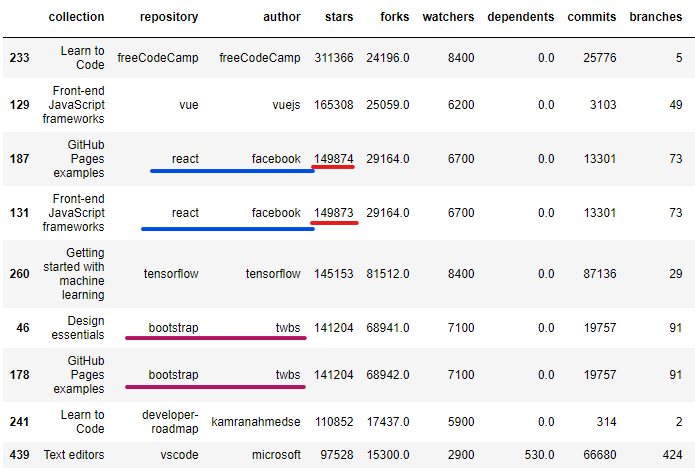 collection repository author stars forks watchers dependents commits branches
233 Learn to Code freeCodeCamp freeCodeCamp 311366 24196.0 8400 0.0 25776 5
129 Front-end JavaScript frameworks vue vuejs 165308 25059.0 6200 0.0 3103 49
187 GitHub Pages examples react facebook 149874 29164.0 6700 0.0 13301 73
131 Front-end JavaScript frameworks react facebook 149873 29164.0 6700 0.0 13301 73
260 Getting started with machine learning tensorflow tensorflow 145153 81512.0 8400 0.0 87136 29
46 Design essentials bootstrap twbs 141204 68941.0 7100 0.0 19757 91
178 GitHub Pages examples bootstrap twbs 141204 68942.0 7100 0.0 19757 91
241 Learn to Code developer-roadmap kamranahmedse 110852 17437.0 5900 0.0 314 2
439 Text editors vscode microsoft 97528 15300.0 2900 530.0 66680 424